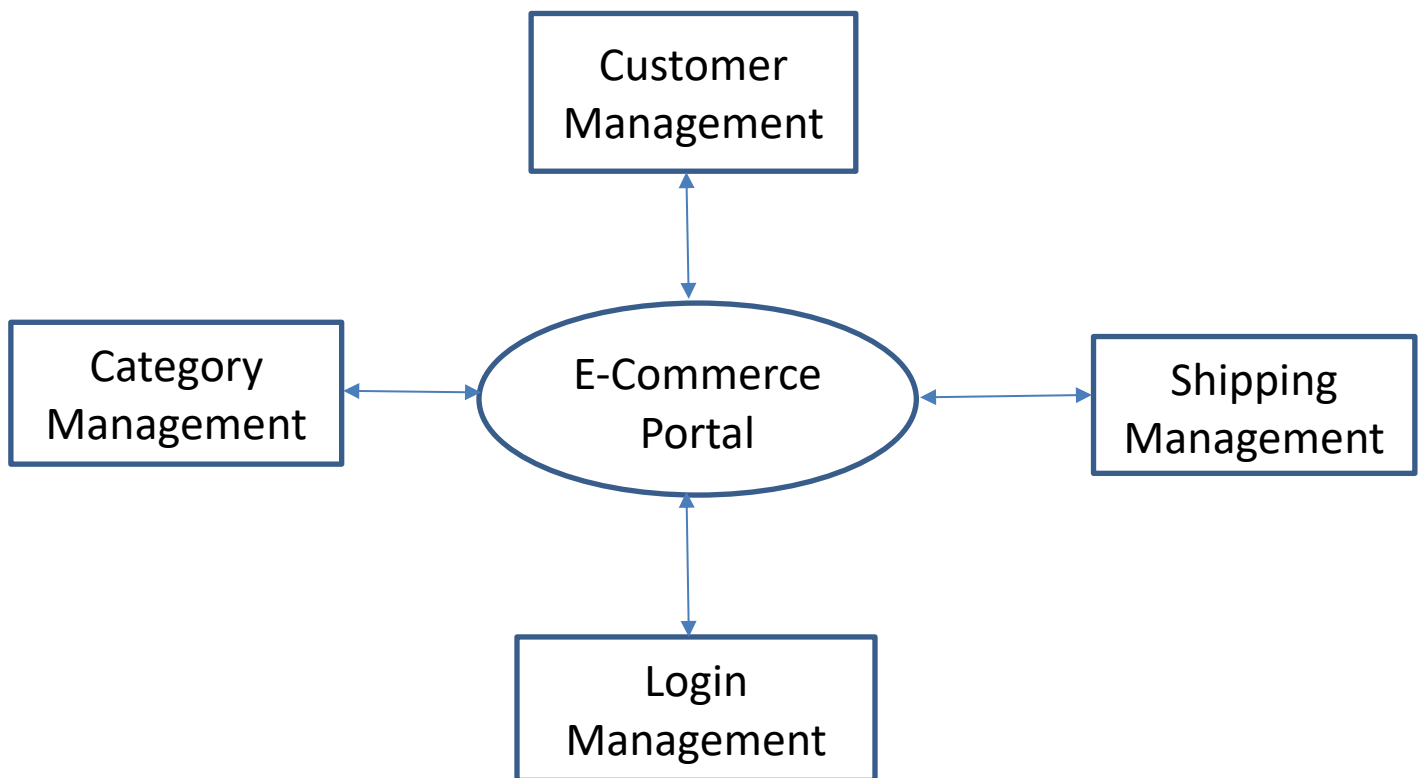 Customer
Management
Category
Management
E-Commerce
Portal
Shipping
Management
Login
Management